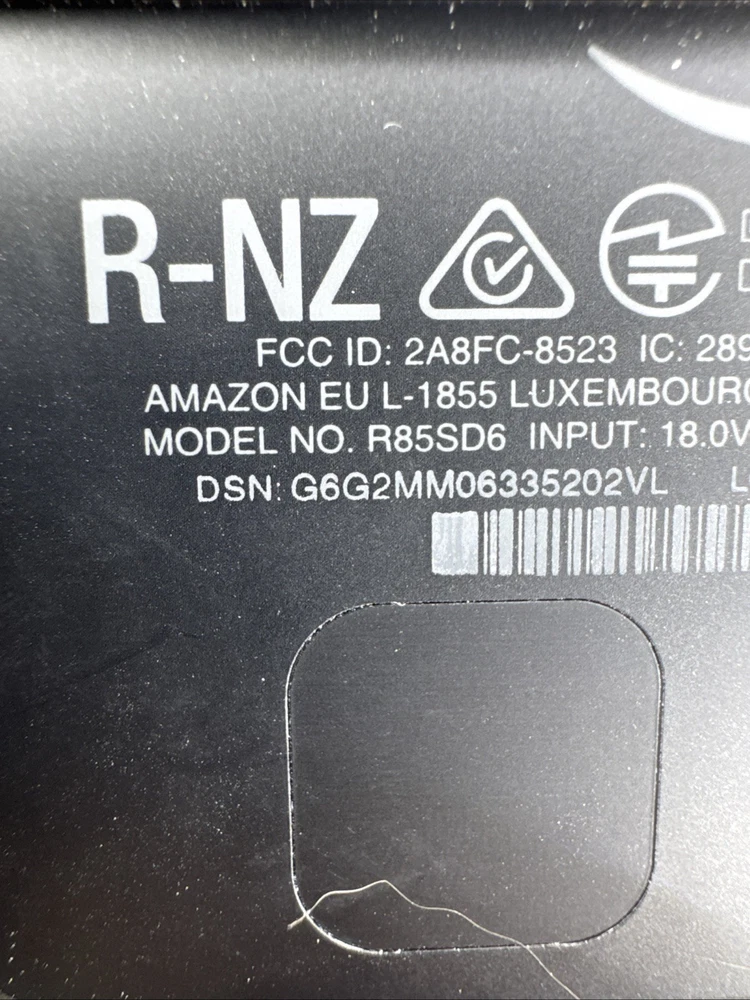 R-NZ
FCC ID: 2A8FC-8523 IC: 289
AMAZON EU L-1855 LUXEMBOURG
MODEL NO. R85SD6 INPUT: 18.0V
DSN: G6G2MM06335202VL L